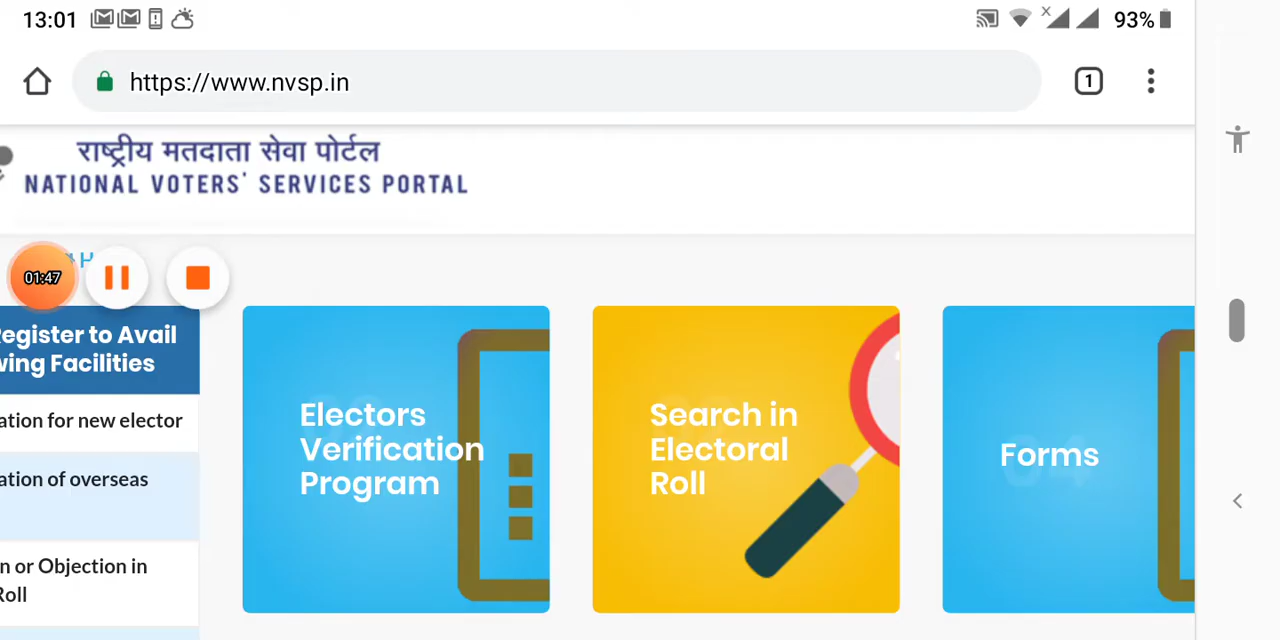 13:01
93%
https://www.nvsp.in
1
राष्ट्रीय मतदाता सेवा पोर्टल
NATIONAL VOTERS' SERVICES PORTAL
01:47
Register to Avail
wing Facilities
ation for new elector
ation of overseas
n or Objection in
Roll
Electors
Verification
Program
Search in
Electoral
Roll
Forms